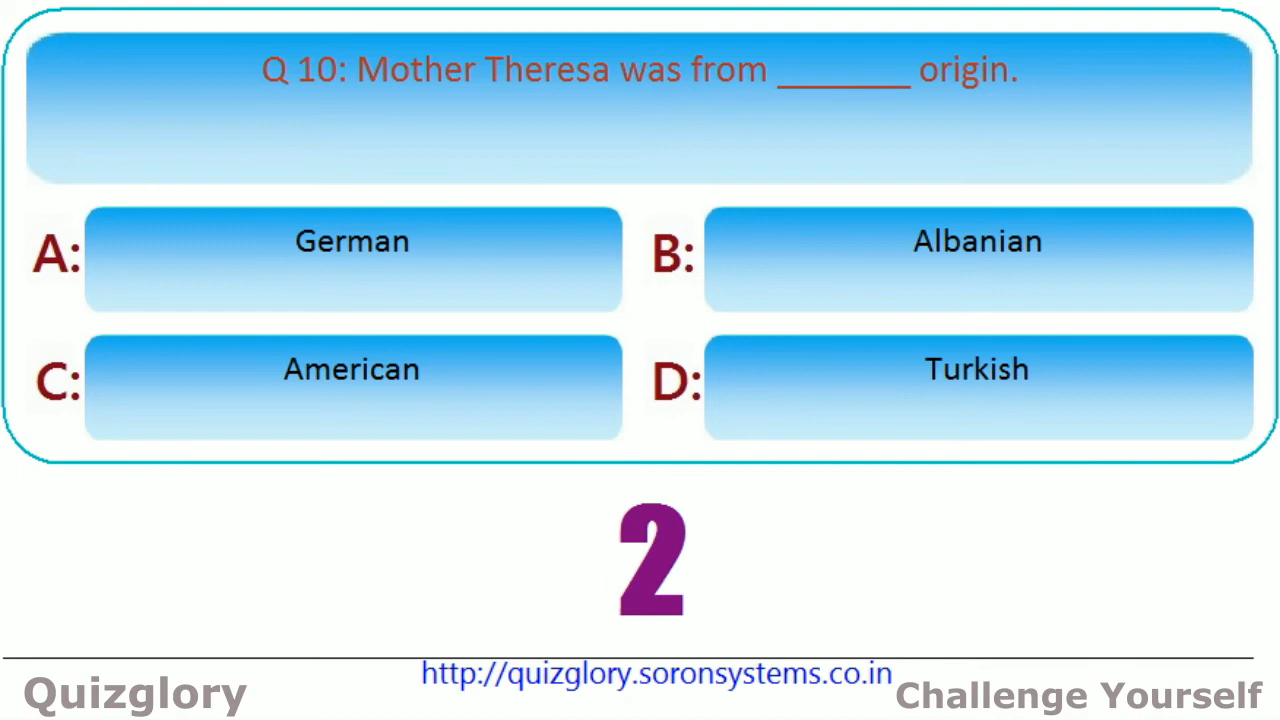 Q 10: Mother Theresa was from _______ origin.
A: German
B: Albanian
C: American
D: Turkish
2
http://quizglory.soronsystems.co.in
Quizglory
Challenge Yourself